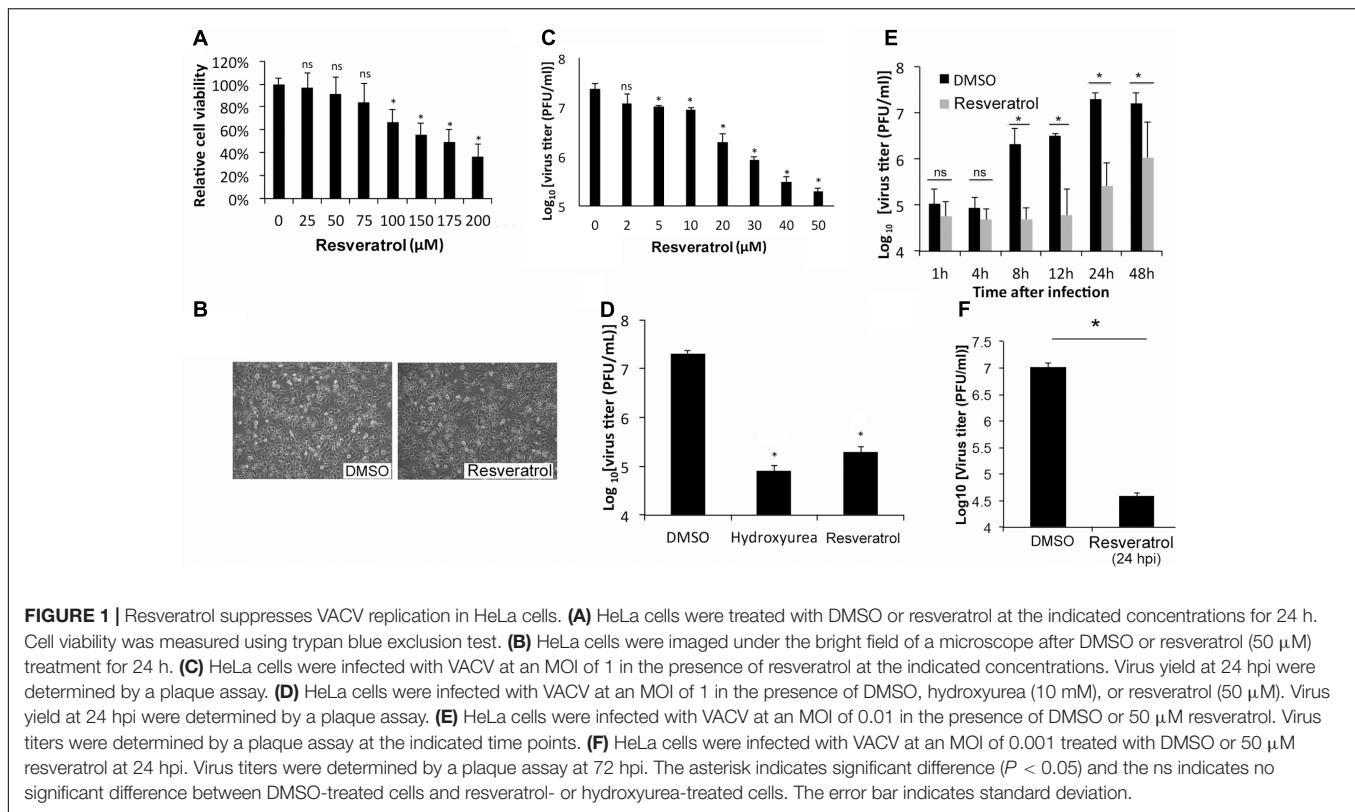 A
120%
100%
80%
60%
40%
20%
0%
Relative cell viability
ns
ns
ns
*
*
*
*
0 25 50 75 100 150 175 200
Resveratrol (µM)
B
DMSO
Resveratrol
C
8
7
6
5
Log10 [virus titer (PFU/ml)]
ns
*
*
*
*
*
*
0 2 5 10 20 30 40 50
Resveratrol (µM)
D
8
7
6
5
4
Log 10[virus titer (PFU/mL)]
*
*
DMSO Hydroxyurea Resveratrol
E
8
7
6
5
4
Log 10 [virus titer (PFU/ml)]
DMSO
Resveratrol
ns
ns
*
*
*
*
1h 4h 8h 12h 24h 48h
Time after infection
F
7.5
7
6.5
6
5.5
5
4.5
4
Log10 [Virus titer (PFU/ml)]
*
DMSO Resveratrol
(24 hpi)
FIGURE 1 | Resveratrol suppresses VACV replication in HeLa cells. (A) HeLa cells were treated with DMSO or resveratrol at the indicated concentrations for 24 h.
Cell viability was measured using trypan blue exclusion test. (B) HeLa cells were imaged under the bright field of a microscope after DMSO or resveratrol (50 µM)
treatment for 24 h. (C) HeLa cells were infected with VACV at an MOI of 1 in the presence of resveratrol at the indicated concentrations. Virus yield at 24 hpi were
determined by a plaque assay. (D) HeLa cells were infected with VACV at an MOI of 1 in the presence of DMSO, hydroxyurea (10 mM), or resveratrol (50 µM). Virus
yield at 24 hpi were determined by a plaque assay. (E) HeLa cells were infected with VACV at an MOI of 0.01 in the presence of DMSO or 50 µM resveratrol. Virus
titers were determined by a plaque assay at the indicated time points. (F) HeLa cells were infected with VACV at an MOI of 0.001 treated with DMSO or 50 µM
resveratrol at 24 hpi. Virus titers were determined by a plaque assay at 72 hpi. The asterisk indicates significant difference (P < 0.05) and the ns indicates no
significant difference between DMSO-treated cells and resveratrol- or hydroxyurea-treated cells. The error bar indicates standard deviation.